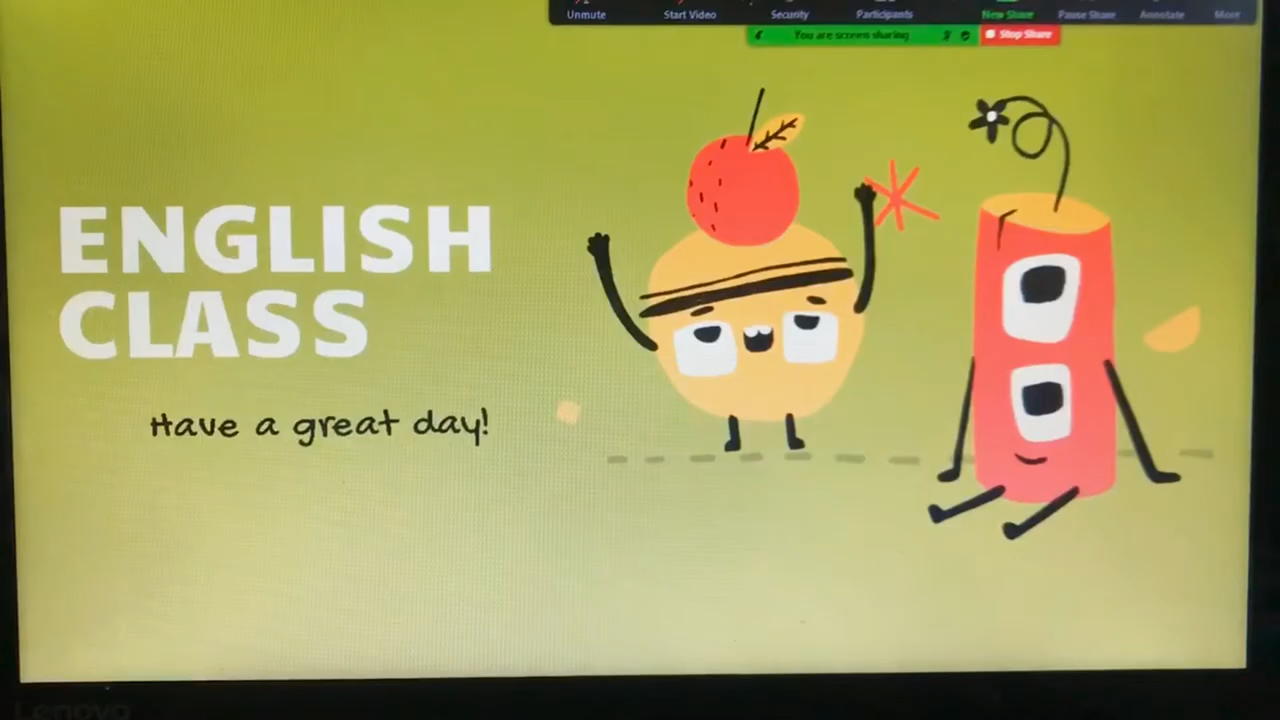 Unmute Start Video Security Participants New Share Pause Share Annotate More
You are screen sharing Stop Share
ENGLISH
CLASS
Have a great day!
Lenovo